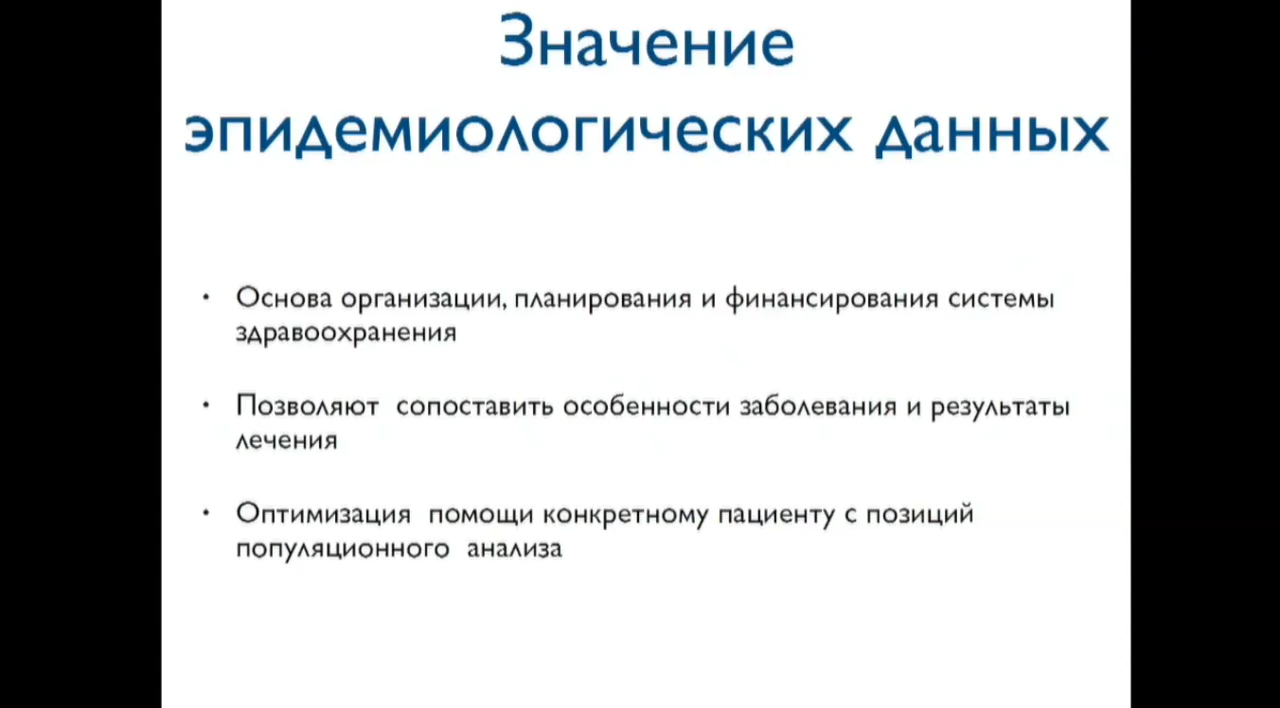 Значение
эпидемиологических данных
• Основа организации, планирования и финансирования системы
здравоохранения
• Позволяют сопоставить особенности заболевания и результаты
лечения
• Оптимизация помощи конкретному пациенту с позиций
популяционного анализа